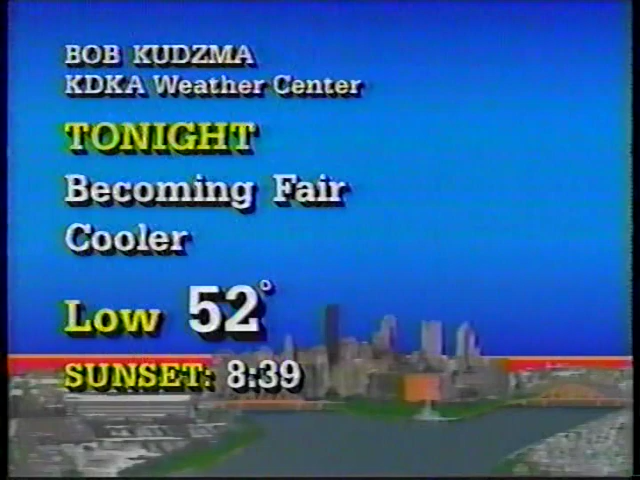 BOB KUDZMA
KDKA Weather Center
TONIGHT
Becoming Fair
Cooler
Low 52°
SUNSET: 8:39